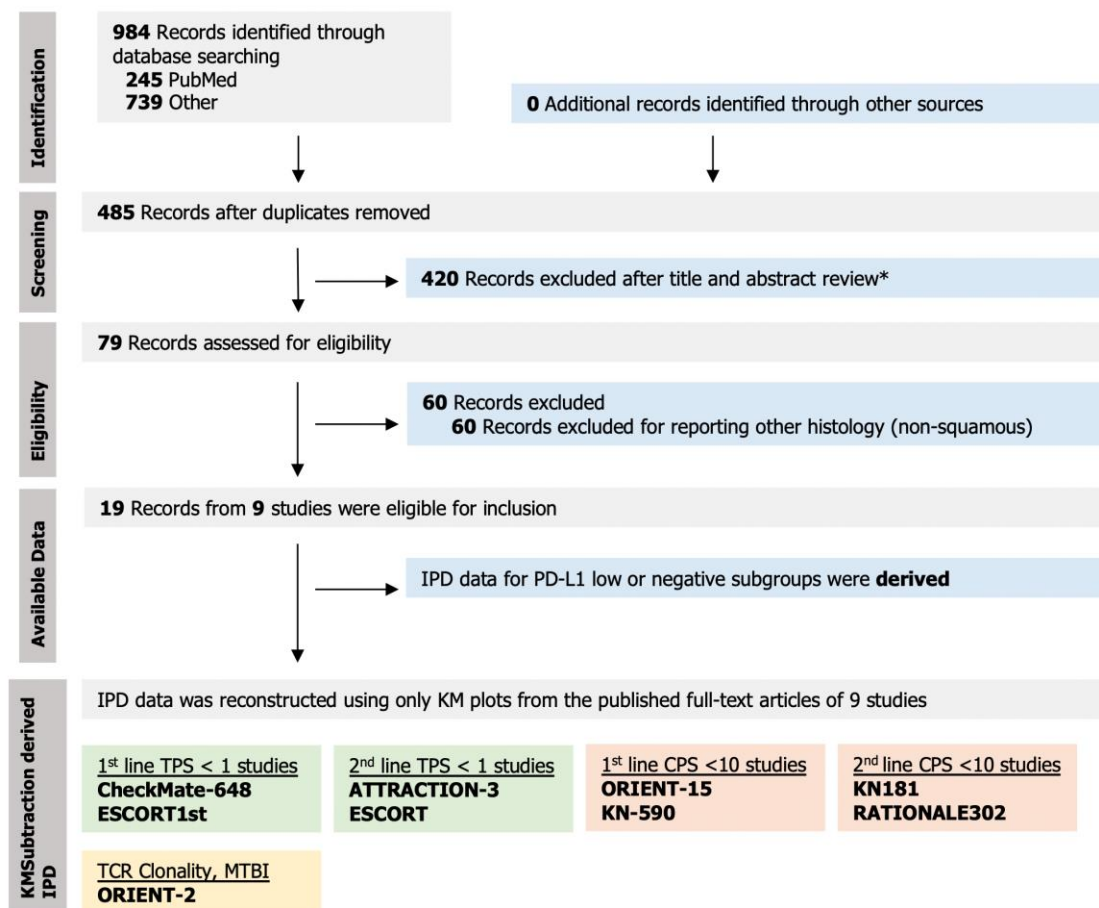 Identification
984 Records identified through
database searching
245 PubMed
739 Other
0 Additional records identified through other sources
Screening
485 Records after duplicates removed
420 Records excluded after title and abstract review*
Eligibility
79 Records assessed for eligibility
60 Records excluded
60 Records excluded for reporting other histology (non-squamous)
Available Data
19 Records from 9 studies were eligible for inclusion
IPD data for PD-L1 low or negative subgroups were derived
KMSubtraction derived
IPD
IPD data was reconstructed using only KM plots from the published full-text articles of 9 studies
1st line TPS < 1 studies
CheckMate-648
ESCORT1st
2nd line TPS < 1 studies
ATTRACTION-3
ESCORT
1st line CPS <10 studies
ORIENT-15
KN-590
2nd line CPS <10 studies
KN181
RATIONALE302
TCR Clonality, MTBI
ORIENT-2